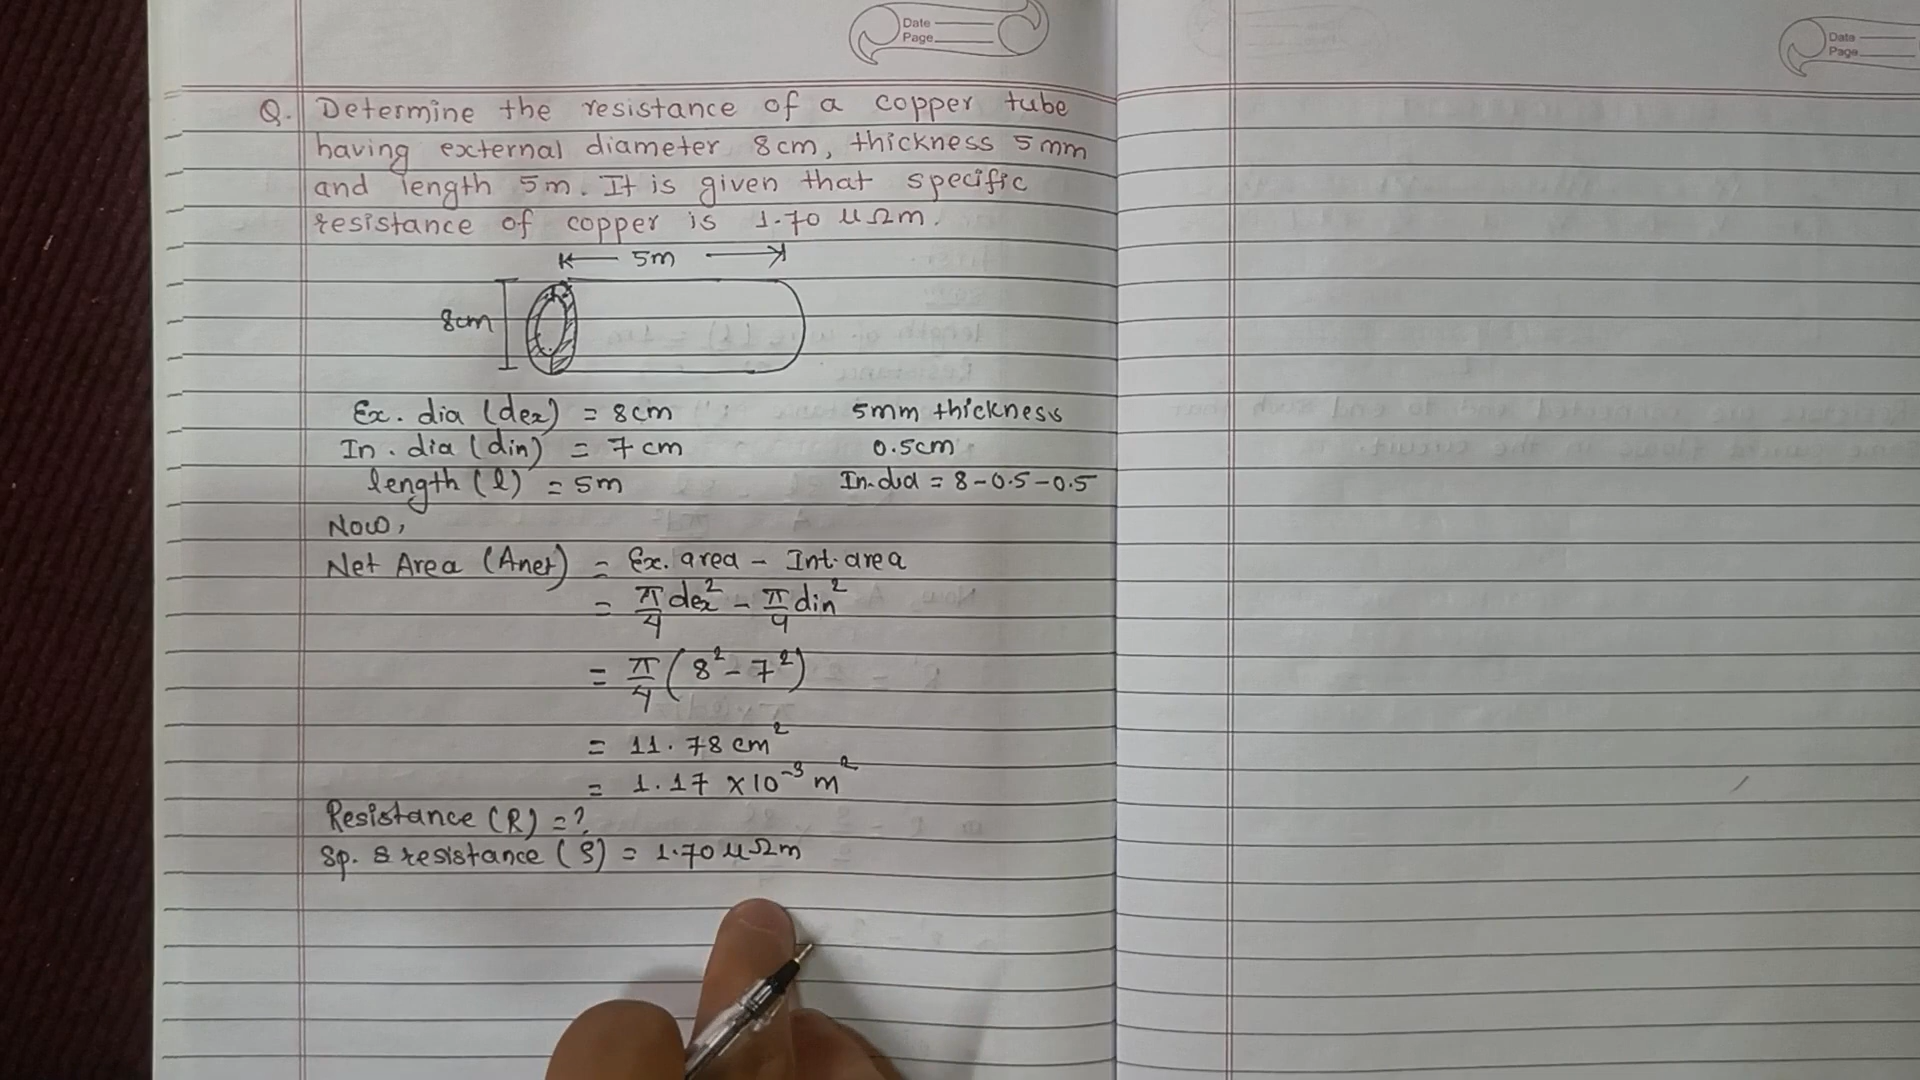 Date
Page
Date
Page
Q. Determine the resistance of a copper tube
having external diameter 8cm, thickness 5mm
and length 5m. It is given that specific
resistance of copper is 1.70 μΩm.
5m
8cm
Ex. dia (dex) = 8cm
5mm thickness
In. dia (din) = 7cm
0.5cm
length (l) = 5m
In. dia = 8-0.5-0.5
Now,
Net Area (Anet) = Ex. area - Int. area
= π/4 dex² - π/4 din²
= π/4 (8² - 7²)
= 11.78 cm²
= 1.17 × 10⁻³ m²
Resistance (R) = ?
Sp. resistance (ρ) = 1.70 μΩm